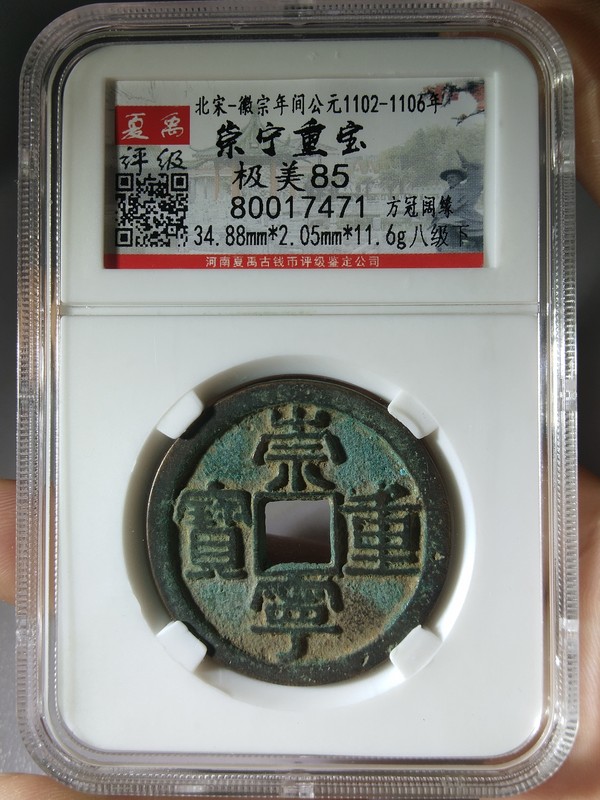 北宋-徽宗年间公元1102-1106年
夏禹
评级
崇宁重宝
极美85
80017471 方冠阔缘
34.88mm*2.05mm*11.6g八级下
河南夏禹古钱币评级鉴定公司
崇寧重寶